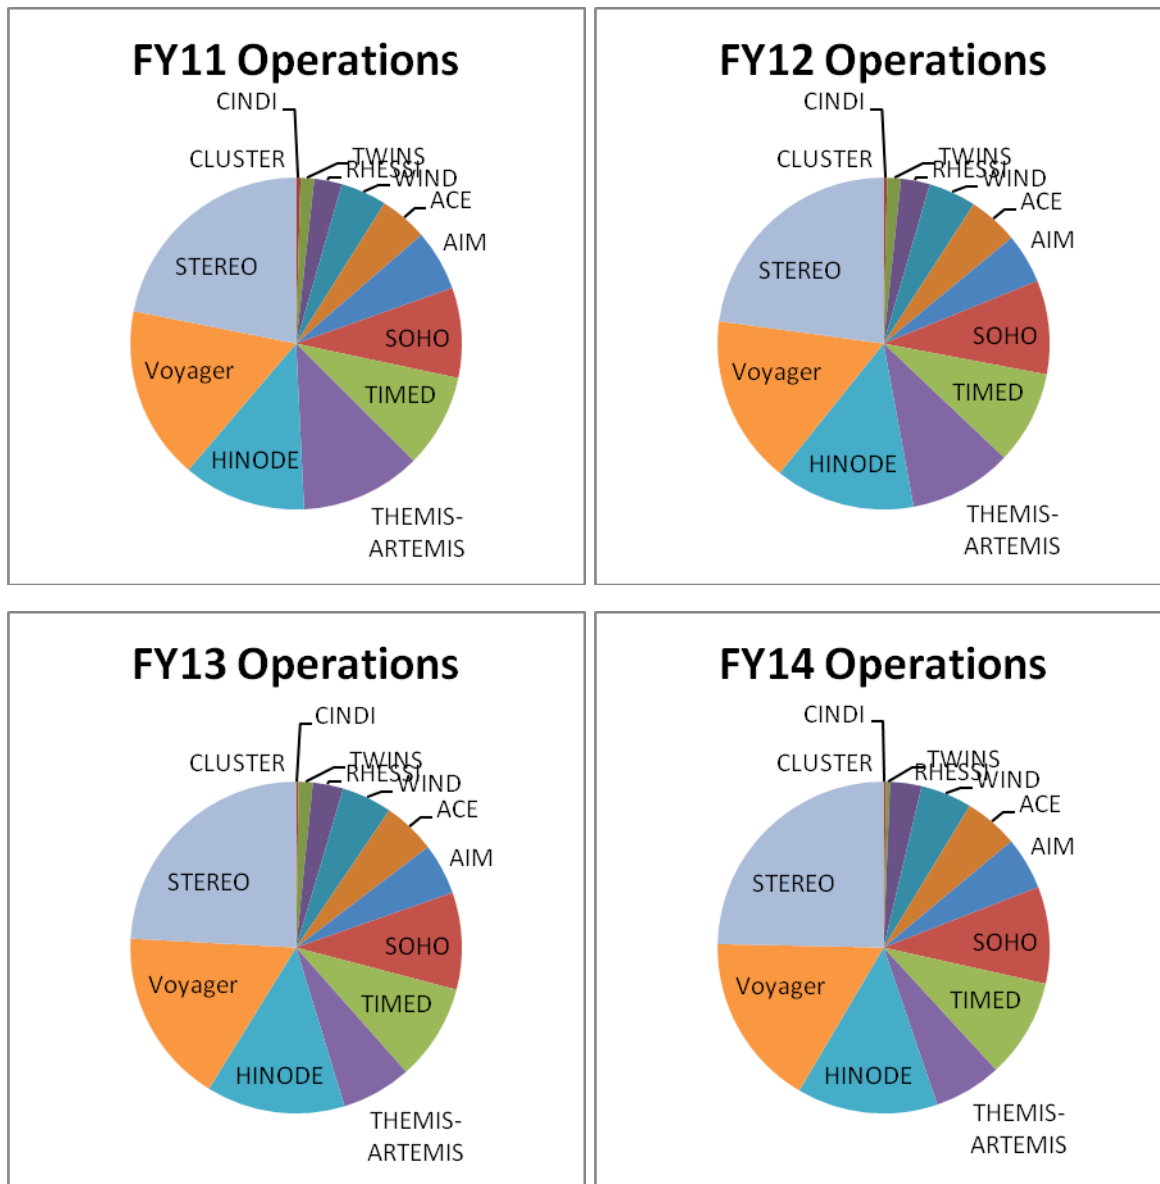 FY11 Operations
CINDI
CLUSTER
TWINS
RHESSI
WIND
ACE
AIM
STEREO
SOHO
Voyager
TIMED
HINODE
THEMIS-
ARTEMIS
FY12 Operations
CINDI
CLUSTER
TWINS
RHESSI
WIND
ACE
AIM
STEREO
SOHO
Voyager
TIMED
HINODE
THEMIS-
ARTEMIS
FY13 Operations
CINDI
CLUSTER
TWINS
RHESSI
WIND
ACE
AIM
STEREO
SOHO
Voyager
TIMED
HINODE
THEMIS-
ARTEMIS
FY14 Operations
CINDI
CLUSTER
TWINS
RHESSI
WIND
ACE
AIM
STEREO
SOHO
Voyager
TIMED
HINODE
THEMIS-
ARTEMIS